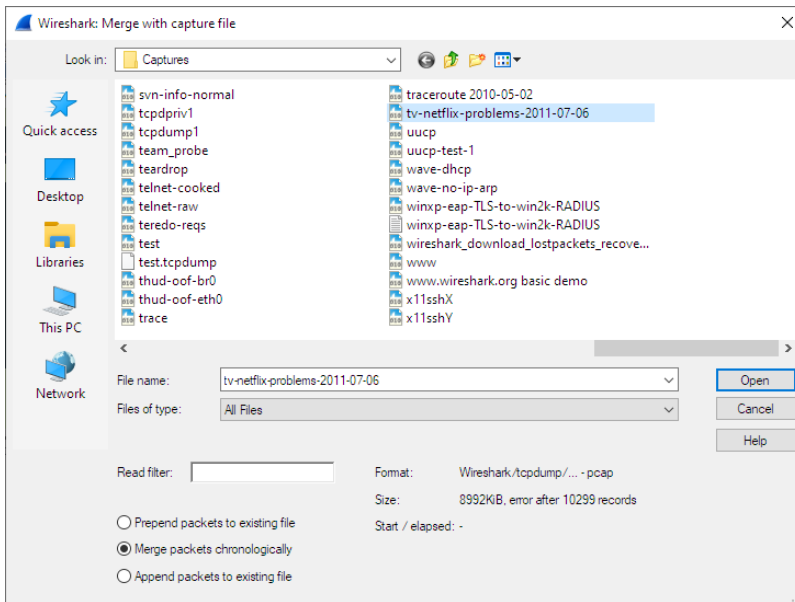 Wireshark: Merge with capture file
Look in: Captures
Quick access
Desktop
Libraries
This PC
Network
svn-info-normal
tcpdpriv1
tcpdump1
team_probe
teardrop
telnet-cooked
telnet-raw
teredo-reqs
test
test.tcpdump
thud-oof-br0
thud-oof-eth0
trace
traceroute 2010-05-02
tv-netflix-problems-2011-07-06
uucp
uucp-test-1
wave-dhcp
wave-no-ip-arp
winxp-eap-TLS-to-win2k-RADIUS
winxp-eap-TLS-to-win2k-RADIUS
wireshark_download_lostpackets_recove...
www
www.wireshark.org basic demo
x11sshX
x11sshY
File name: tv-netflix-problems-2011-07-06 Open
Files of type: All Files Cancel
Help
Read filter:
Prepend packets to existing file
Merge packets chronologically
Append packets to existing file
Format: Wireshark/tcpdump/... - pcap
Size: 8992KiB, error after 10299 records
Start / elapsed: -